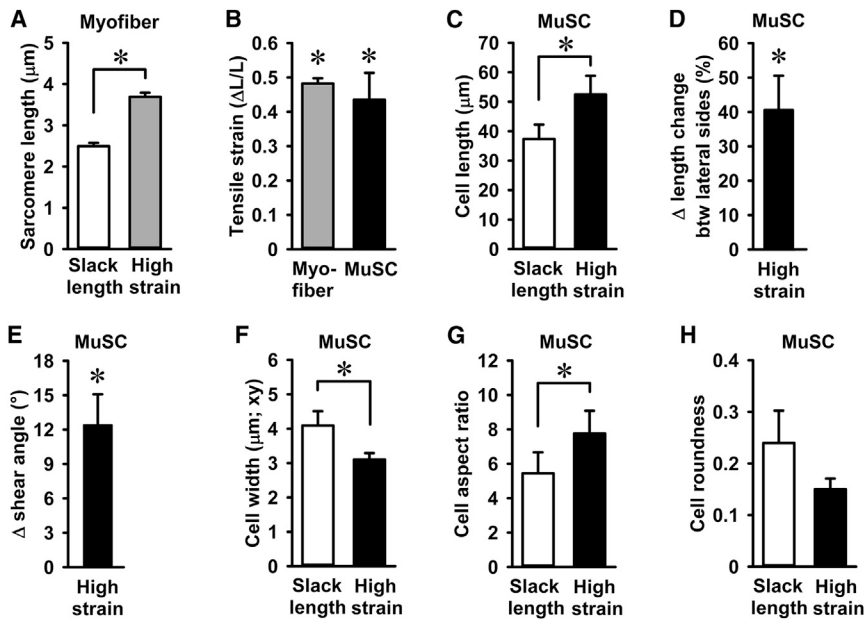 A
Myofiber
Sarcomere length (μm)
5
4
3
2
1
0
*
Slack
length
High
strain
B
Tensile strain (ΔL/L)
0.6
0.5
0.4
0.3
0.2
0.1
0
*
*
Myo-
fiber
MuSC
C
MuSC
Cell length (μm)
70
60
50
40
30
20
10
0
*
Slack
length
High
strain
D
MuSC
Δ length change
btw lateral sides (%)
60
50
40
30
20
10
0
*
High
strain
E
MuSC
Δ shear angle (°)
18
15
12
9
6
3
0
*
High
strain
F
MuSC
Cell width (μm; xy)
6
5
4
3
2
1
0
*
Slack
length
High
strain
G
MuSC
Cell aspect ratio
12
10
8
6
4
2
0
*
Slack
length
High
strain
H
MuSC
Cell roundness
0.4
0.3
0.2
0.1
0
Slack
length
High
strain